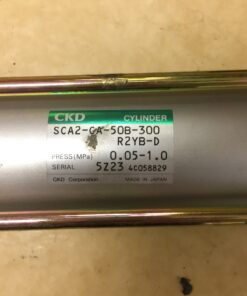 CKD CYLINDER
SCA2-CA-50B-300
R2YB-D
PRESS(MPa) 0.05-1.0
SERIAL 5Z23 4C058829
CKD Corporation MADE IN JAPAN